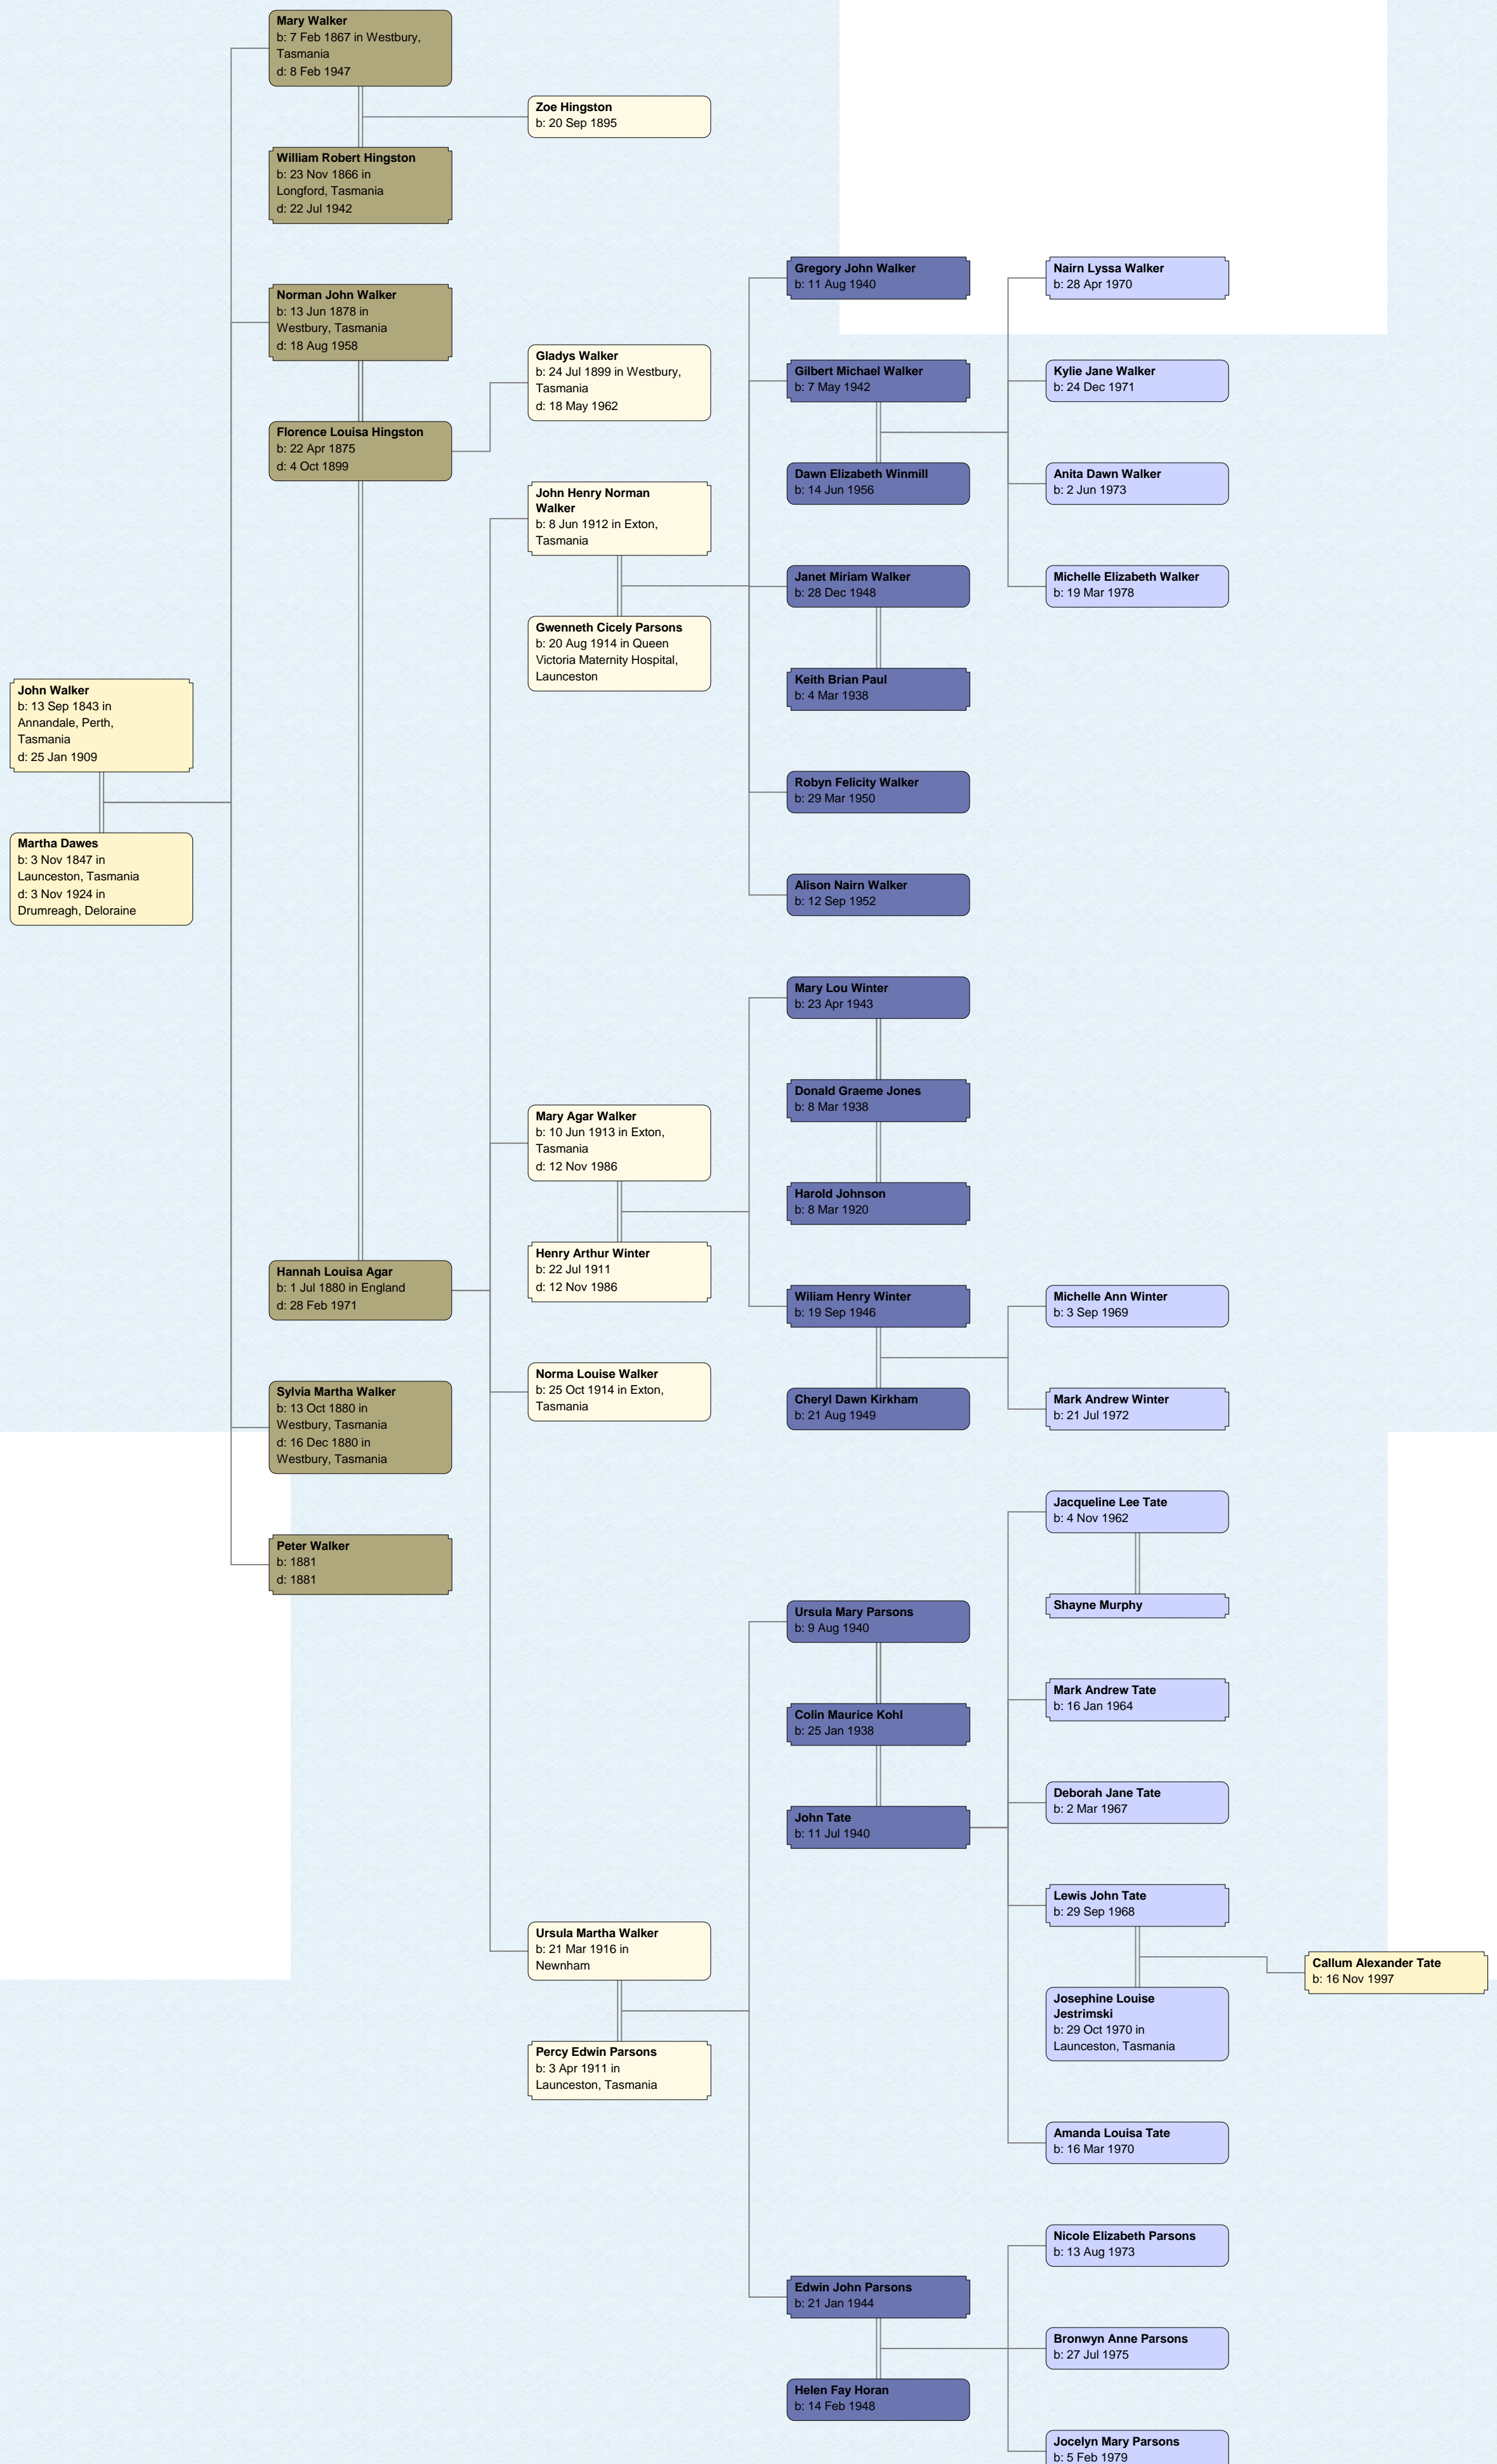 Mary Walker
b: 7 Feb 1867 in Westbury,
Tasmania
d: 8 Feb 1947
Zoe Hingston
b: 20 Sep 1895
William Robert Hingston
b: 23 Nov 1866 in
Longford, Tasmania
d: 22 Jul 1942
Gregory John Walker
b: 11 Aug 1940
Nairn Lyssa Walker
b: 28 Apr 1970
Norman John Walker
b: 13 Jun 1878 in
Westbury, Tasmania
d: 18 Aug 1958
Gladys Walker
b: 24 Jul 1899 in Westbury,
Tasmania
d: 18 May 1962
Gilbert Michael Walker
b: 7 May 1942
Kylie Jane Walker
b: 24 Dec 1971
Florence Louisa Hingston
b: 22 Apr 1875
d: 4 Oct 1899
Dawn Elizabeth Winmill
b: 14 Jun 1956
Anita Dawn Walker
b: 2 Jun 1973
John Henry Norman
Walker
b: 8 Jun 1912 in Exton,
Tasmania
Janet Miriam Walker
b: 28 Dec 1948
Michelle Elizabeth Walker
b: 19 Mar 1978
Gwenneth Cicely Parsons
b: 20 Aug 1914 in Queen
Victoria Maternity Hospital,
Launceston
Keith Brian Paul
b: 4 Mar 1938
John Walker
b: 13 Sep 1843 in
Annandale, Perth,
Tasmania
d: 25 Jan 1909
Robyn Felicity Walker
b: 29 Mar 1950
Martha Dawes
b: 3 Nov 1847 in
Launceston, Tasmania
d: 3 Nov 1924 in
Drumreagh, Deloraine
Alison Nairn Walker
b: 12 Sep 1952
Mary Lou Winter
b: 23 Apr 1943
Donald Graeme Jones
b: 8 Mar 1938
Mary Agar Walker
b: 10 Jun 1913 in Exton,
Tasmania
d: 12 Nov 1986
Harold Johnson
b: 8 Mar 1920
Henry Arthur Winter
b: 22 Jul 1911
d: 12 Nov 1986
Hannah Louisa Agar
b: 1 Jul 1880 in England
d: 28 Feb 1971
Wiliam Henry Winter
b: 19 Sep 1946
Michelle Ann Winter
b: 3 Sep 1969
Norma Louise Walker
b: 25 Oct 1914 in Exton,
Tasmania
Sylvia Martha Walker
b: 13 Oct 1880 in
Westbury, Tasmania
d: 16 Dec 1880 in
Westbury, Tasmania
Cheryl Dawn Kirkham
b: 21 Aug 1949
Mark Andrew Winter
b: 21 Jul 1972
Jacqueline Lee Tate
b: 4 Nov 1962
Peter Walker
b: 1881
d: 1881
Shayne Murphy
Ursula Mary Parsons
b: 9 Aug 1940
Mark Andrew Tate
b: 16 Jan 1964
Colin Maurice Kohl
b: 25 Jan 1938
Deborah Jane Tate
b: 2 Mar 1967
John Tate
b: 11 Jul 1940
Lewis John Tate
b: 29 Sep 1968
Ursula Martha Walker
b: 21 Mar 1916 in
Newnham
Callum Alexander Tate
b: 16 Nov 1997
Josephine Louise
Jestrimski
b: 29 Oct 1970 in
Launceston, Tasmania
Percy Edwin Parsons
b: 3 Apr 1911 in
Launceston, Tasmania
Amanda Louisa Tate
b: 16 Mar 1970
Nicole Elizabeth Parsons
b: 13 Aug 1973
Edwin John Parsons
b: 21 Jan 1944
Bronwyn Anne Parsons
b: 27 Jul 1975
Helen Fay Horan
b: 14 Feb 1948
Jocelyn Mary Parsons
b: 5 Feb 1979